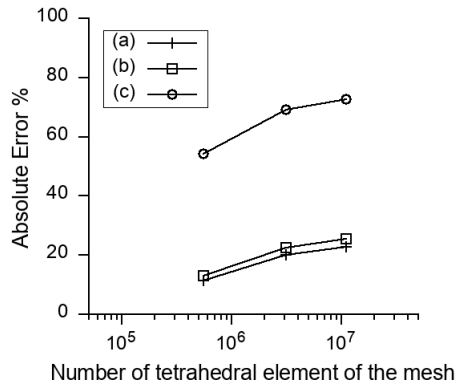 100
80
60
40
20
0
Absolute Error %
(a)
(b)
(c)
10⁵
10⁶
10⁷
Number of tetrahedral element of the mesh